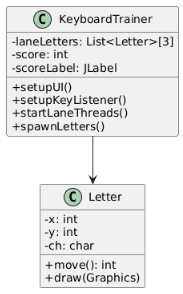 C KeyboardTrainer
-laneLetters: List<Letter>[3]
-score: int
-scoreLabel: JLabel
+setupUI()
+setupKeyListener()
+startLaneThreads()
+spawnLetters()
C Letter
-x: int
-y: int
-ch: char
+move(): int
+draw(Graphics)